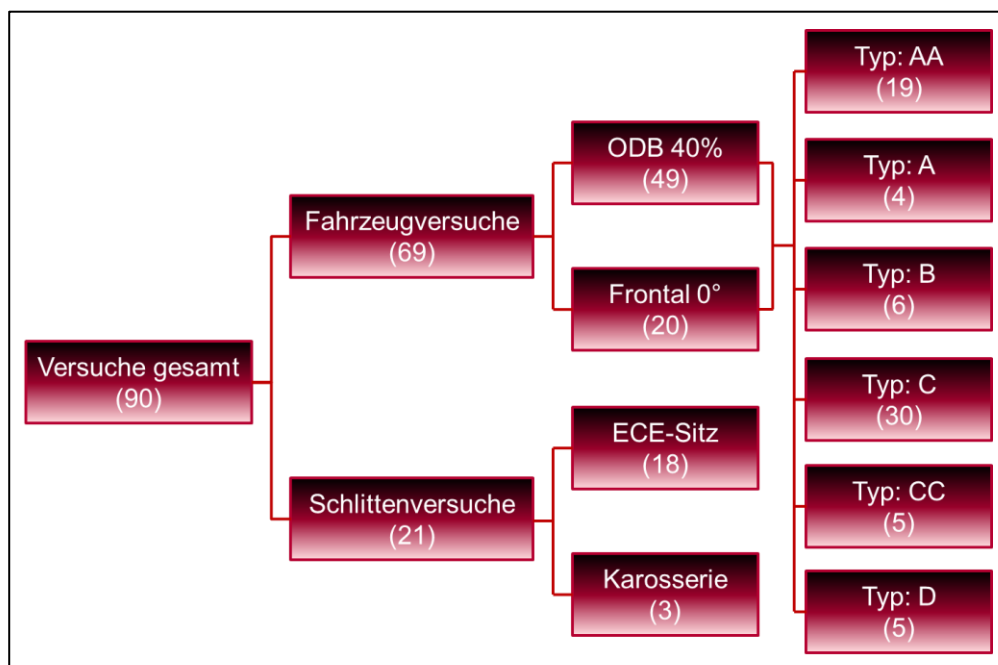 Versuche gesamt
(90)
Fahrzeugversuche
(69)
Schlittenversuche
(21)
ODB 40%
(49)
Frontal 0°
(20)
ECE-Sitz
(18)
Karosserie
(3)
Typ: AA
(19)
Typ: A
(4)
Typ: B
(6)
Typ: C
(30)
Typ: CC
(5)
Typ: D
(5)